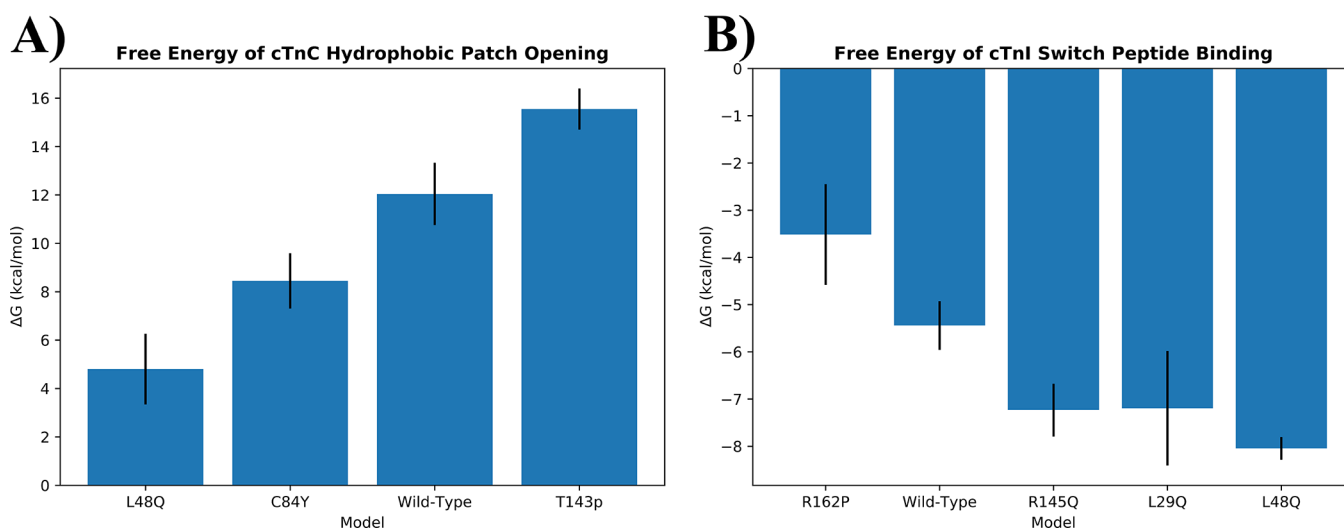 A)
Free Energy of cTnC Hydrophobic Patch Opening
ΔG (kcal/mol)
16
14
12
10
8
6
4
2
0
L48Q C84Y Wild-Type T143p
Model
B)
Free Energy of cTnI Switch Peptide Binding
ΔG (kcal/mol)
0
−1
−2
−3
−4
−5
−6
−7
−8
R162P Wild-Type R145Q L29Q L48Q
Model